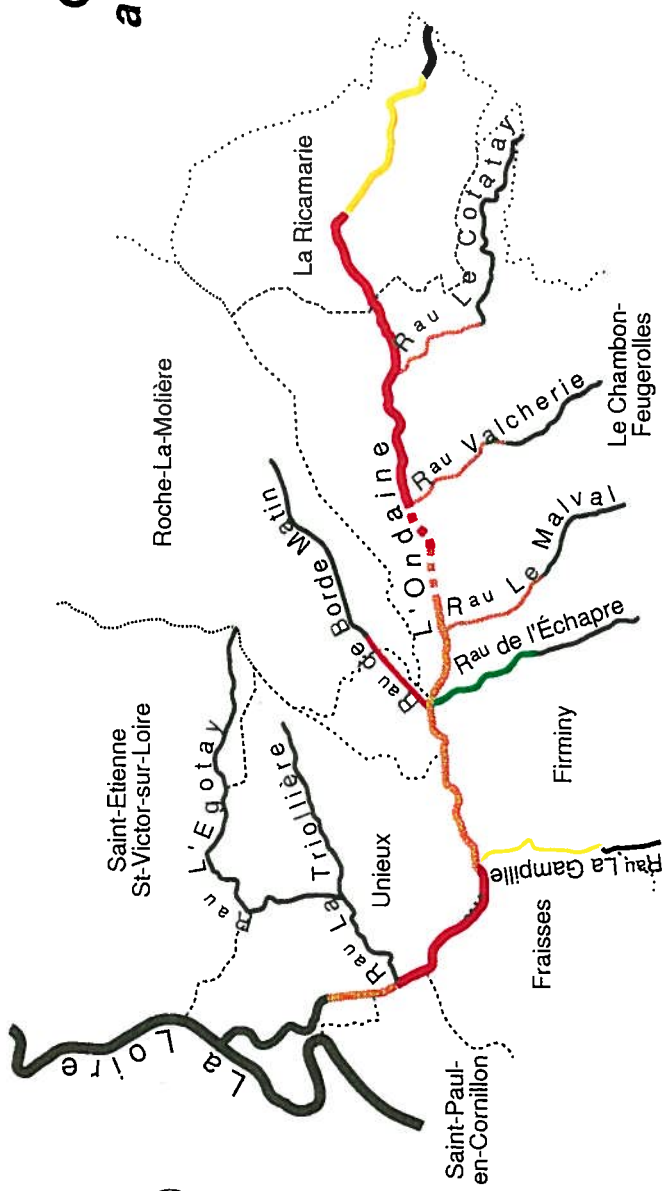 La Ricamarie
Rau Le Cotatay
Roche-La-Molière
Le Chambon-
Feugerolles
Rau Valcherie
L'Ondaine
Rau de Borde Matin
Rau Le Malval
Rau de l'Échapre
Saint-Etienne
St-Victor-sur-Loire
Rau L'Egotay
Rau La Triollière
Firminy
Unieux
Rau La Gampille
Fraisses
La Loire
Saint-Paul-
en-Cornillon